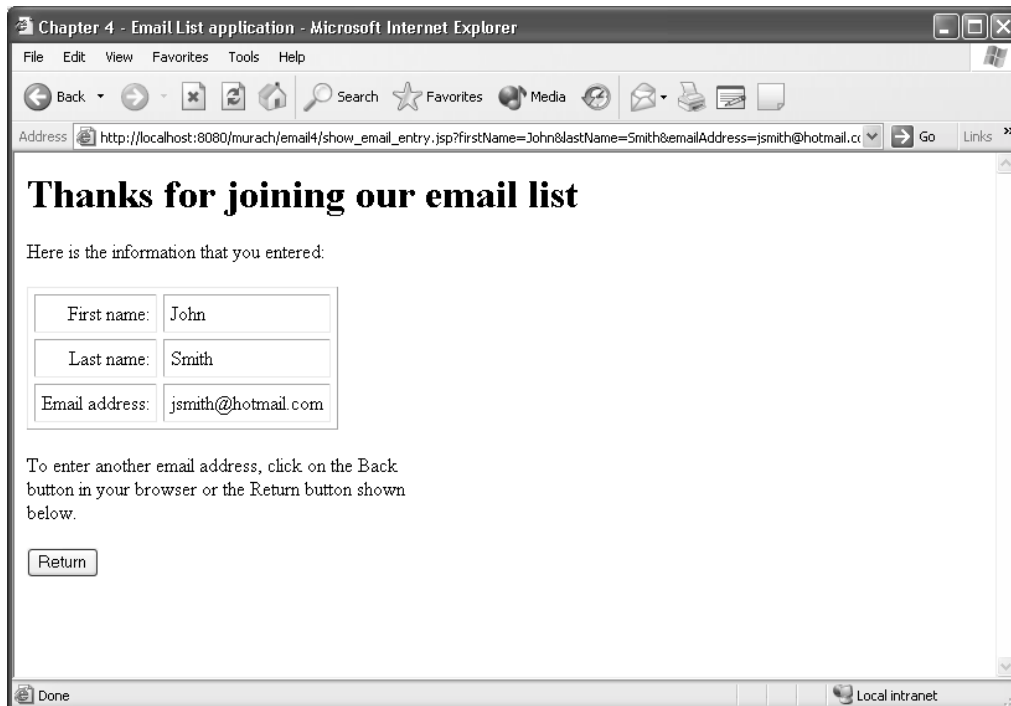 Chapter 4 - Email List application - Microsoft Internet Explorer
File Edit View Favorites Tools Help
Back Search Favorites Media
Address http://localhost:8080/murach/email4/show_email_entry.jsp?firstName=John&lastName=Smith&emailAddress=jsmith@hotmail.cc Go Links »
Thanks for joining our email list
Here is the information that you entered:
First name: John
Last name: Smith
Email address: jsmith@hotmail.com
To enter another email address, click on the Back
button in your browser or the Return button shown
below.
Return
Done Local intranet